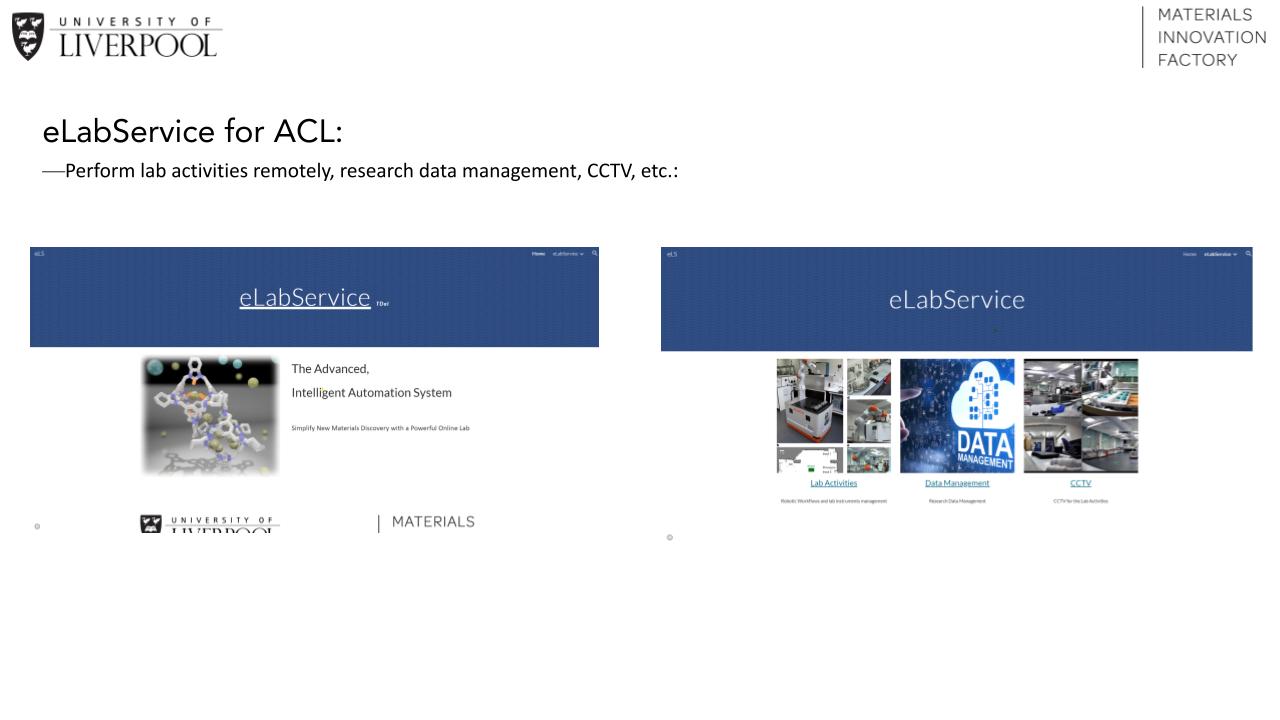 UNIVERSITY OF
LIVERPOOL
MATERIALS
INNOVATION
FACTORY
eLabService for ACL:
—Perform lab activities remotely, research data management, CCTV, etc.:
eLS
Home eLabService
eLabService TDei
The Advanced,
Intelligent Automation System
Simplify New Materials Discovery with a Powerful Online Lab
UNIVERSITY OF
LIVERPOOL
MATERIALS
eLS
Home eLabService
eLabService
DATA
MANAGEMENT
Lab Activities
Robotic Workflows and lab instruments management
Data Management
Research Data Management
CCTV
CCTV for the Lab Activities